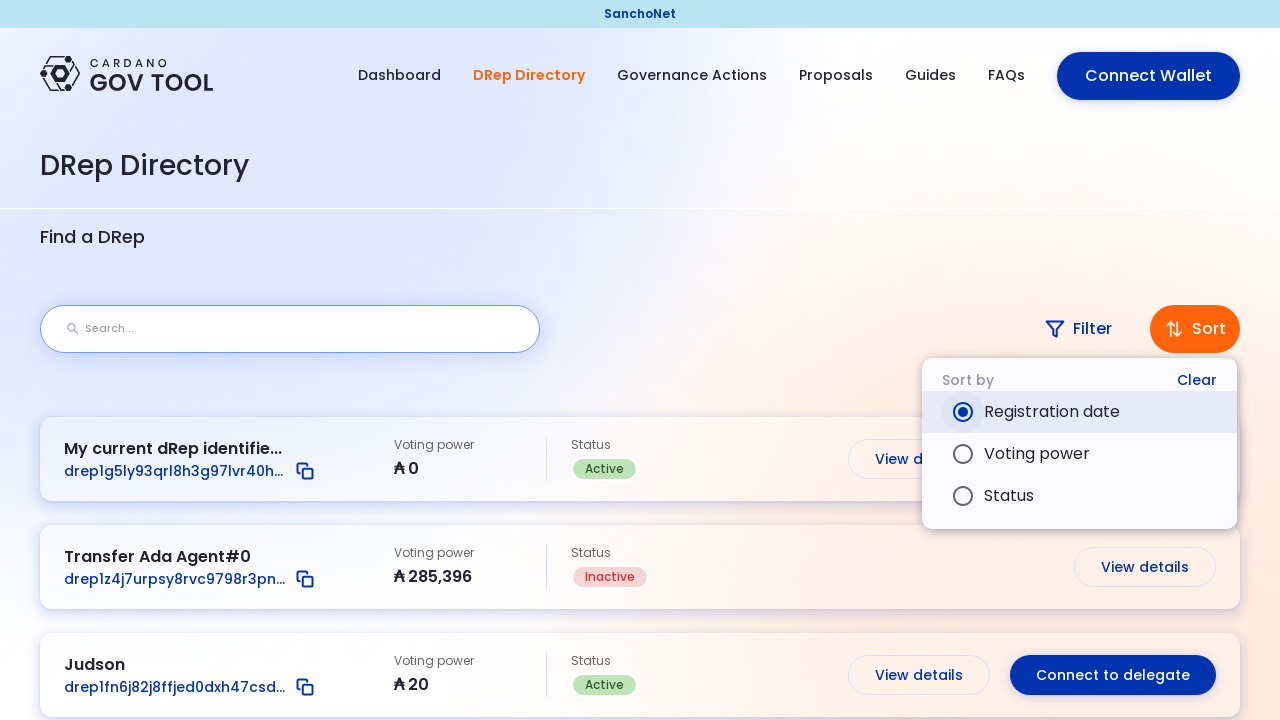 SanchoNet
CARDANO
GOV TOOL
Dashboard
DRep Directory
Governance Actions
Proposals
Guides
FAQs
Connect Wallet
DRep Directory
Find a DRep
Search...
Filter
Sort
Sort by
Clear
Registration date
Voting power
Status
My current dRep identifie...
drep1g5ly93qrl8h3g97lvr40h...
Voting power
₳ 0
Status
Active
View d
Transfer Ada Agent#0
drep1z4j7urpsy8rvc9798r3pn...
Voting power
₳ 285,396
Status
Inactive
View details
Judson
drep1fn6j82j8ffjed0dxh47csd...
Voting power
₳ 20
Status
Active
View details
Connect to delegate